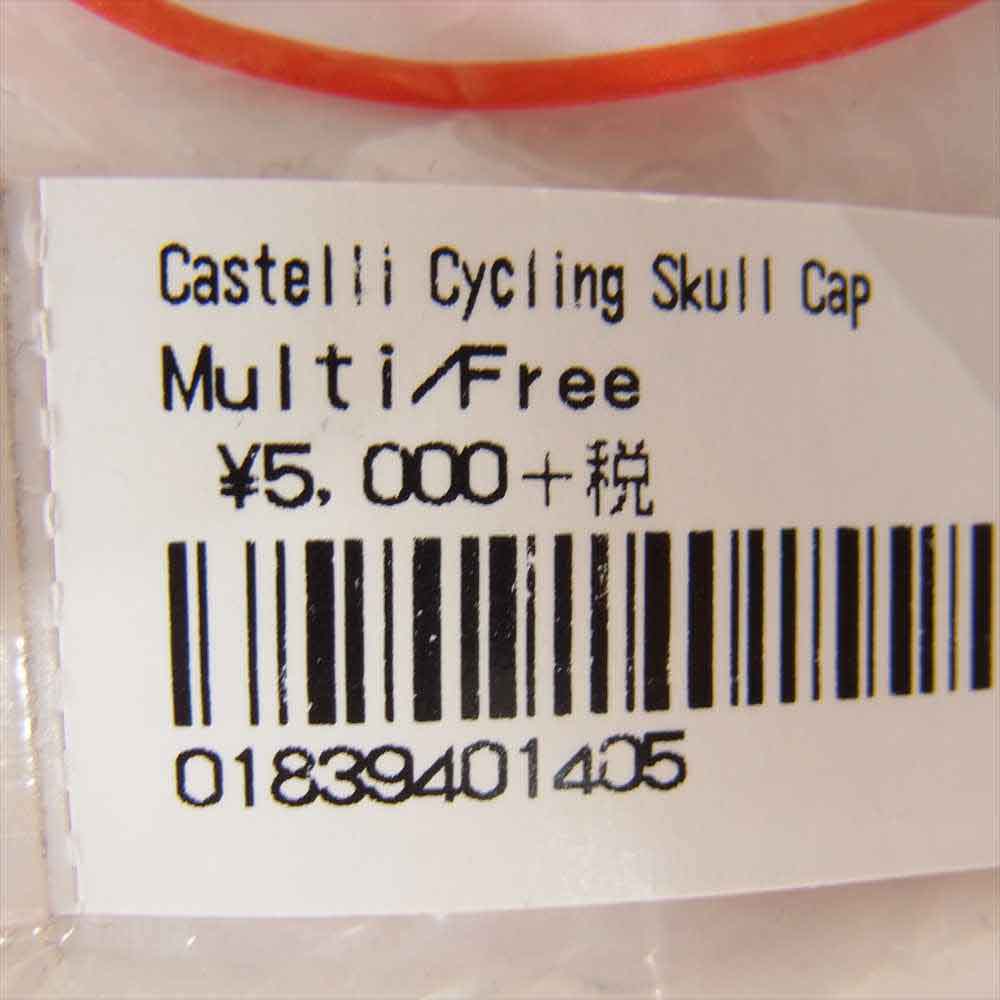 Castelli Cycling Skull Cap
Multi/Free
¥5,000+税
01839401405